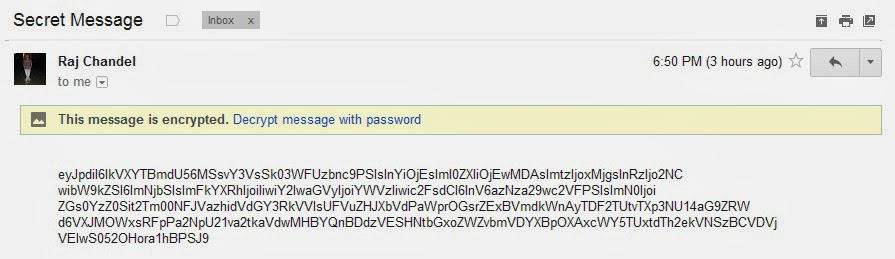 Secret Message
Inbox x
Raj Chandel
6:50 PM (3 hours ago)
to me
This message is encrypted. Decrypt message with password
eyJpdiI6IkVXYTBmdU56MSsvY3VsSk03WFUzbnc9PSIsInYiOjEsIml0ZXIiOjEwMDAsImtzIjoxMjgsInRzIjo2NC
wibW9kZSI6ImNjbSIsImFkYXRhIjoiIiwiY2lwaGVyIjoiYWVzIiwic2FsdCI6InV6azNza29wc2VFPSIsImN0Ijoi
ZGs0YzZ0Sit2Tm00NFJVazhidVdGY3RkVVlsUFVuZHJXbVdPaWprOGsrZExBVmdkWnAyTDF2TUtvTXp3NU14aG9ZRW
d6VXJMOWxsRFpPa2NpU21va2tkaVdwMHBYQnBDdzVESHNtbGxoZWZvbmVDYXBpOXAxcWY5TUxtdTh2ekVNSzBCVDVj
VElwS052OHora1hBPSJ9